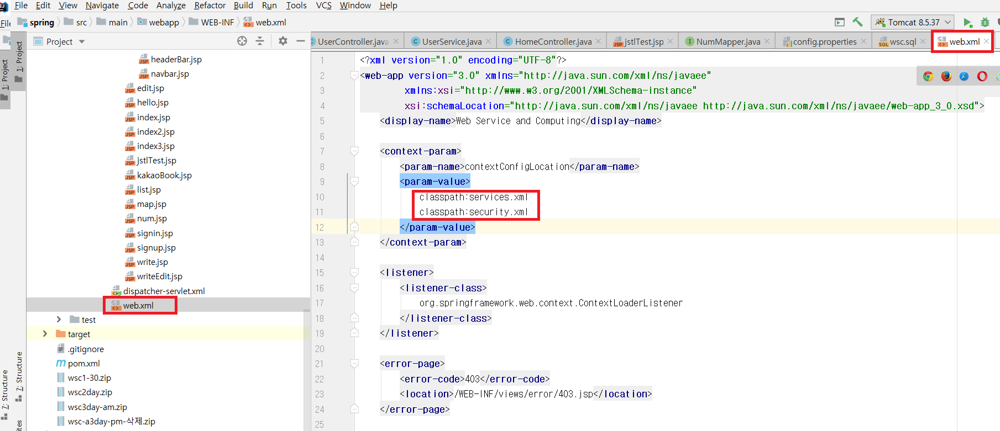 File Edit View Navigate Code Analyze Refactor Build Run Tools VCS Window Help
File
spring src main webapp WEB-INF web.xml
Tomcat 8.5.37
Project
UserController.java UserService.java HomeController.java jstlTest.jsp NumMapper.java config.properties wsc.sql web.xml
1: Project
1: Project
7: Structure
7: Structure
headerBar.jsp
navbar.jsp
edit.jsp
hello.jsp
index.jsp
index2.jsp
index3.jsp
jstlTest.jsp
kakaoBook.jsp
list.jsp
map.jsp
num.jsp
signin.jsp
signup.jsp
write.jsp
writeEdit.jsp
dispatcher-servlet.xml
web.xml
test
target
.gitignore
pom.xml
wsc1-30.zip
wsc2day.zip
wsc3day-am.zip
wsc-a3day-pm-삭제.zip
1 <?xml version="1.0" encoding="UTF-8"?>
2 <web-app version="3.0" xmlns="http://java.sun.com/xml/ns/javaee"
3 xmlns:xsi="http://www.w3.org/2001/XMLSchema-instance"
4 xsi:schemaLocation="http://java.sun.com/xml/ns/javaee http://java.sun.com/xml/ns/javaee/web-app_3_0.xsd">
5 <display-name>Web Service and Computing</display-name>
6
7 <context-param>
8 <param-name>contextConfigLocation</param-name>
9 <param-value>
10 classpath:services.xml
11 classpath:security.xml
12 </param-value>
13 </context-param>
14
15 <listener>
16 <listener-class>
17 org.springframework.web.context.ContextLoaderListener
18 </listener-class>
19 </listener>
20
21 <error-page>
22 <error-code>403</error-code>
23 <location>/WEB-INF/views/error/403.jsp</location>
24 </error-page>
25